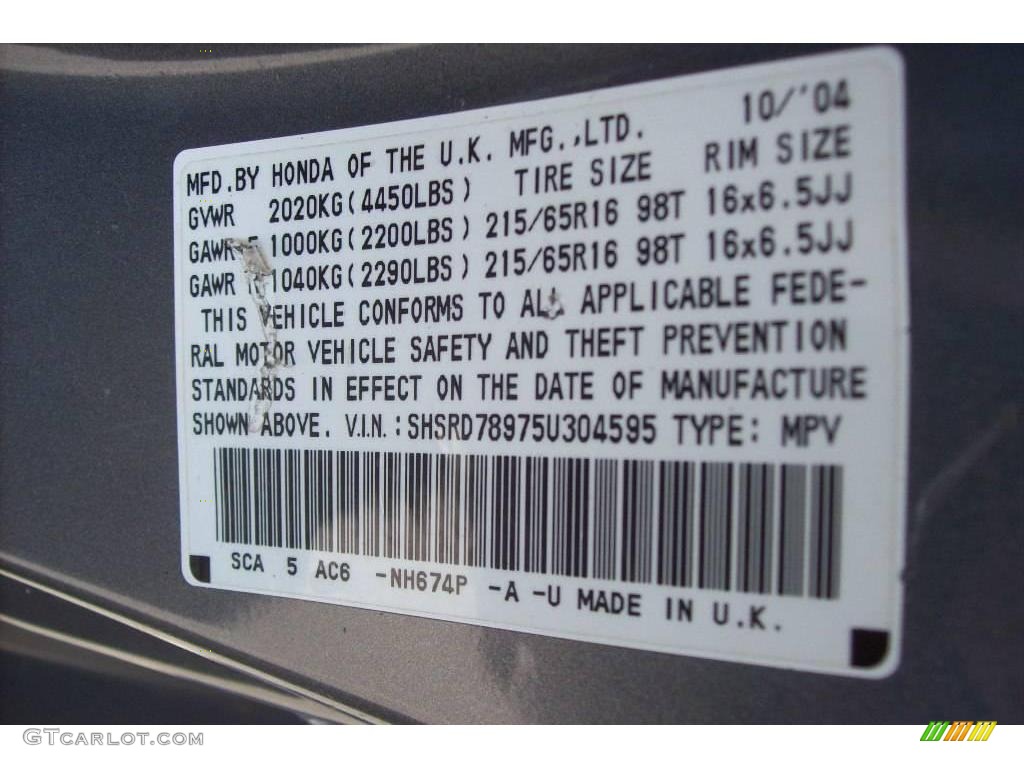 10/'04
MFD.BY HONDA OF THE U.K. MFG.,LTD.
GVWR 2020KG(4450LBS) TIRE SIZE RIM SIZE
GAWR F 1000KG(2200LBS) 215/65R16 98T 16x6.5JJ
GAWR R 1040KG(2290LBS) 215/65R16 98T 16x6.5JJ
THIS VEHICLE CONFORMS TO ALL APPLICABLE FEDE-
RAL MOTOR VEHICLE SAFETY AND THEFT PREVENTION
STANDARDS IN EFFECT ON THE DATE OF MANUFACTURE
SHOWN ABOVE. V.I.N.:SHSRD78975U304595 TYPE: MPV
SCA 5 AC6 -NH674P -A -U MADE IN U.K.
GTCarLot.com